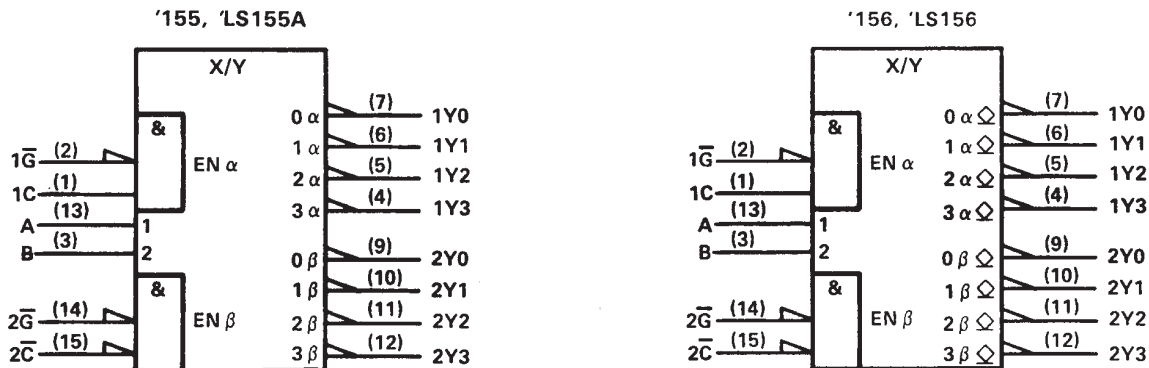 '155, 'LS155A
X/Y
&
1G̅ (2)
EN α
1C (1)
A (13) 1
B (3) 2
&
2G̅ (14)
EN β
2C̅ (15)
0 α (7) 1Y0
1 α (6) 1Y1
2 α (5) 1Y2
3 α (4) 1Y3
0 β (9) 2Y0
1 β (10) 2Y1
2 β (11) 2Y2
3 β (12) 2Y3
'156, 'LS156
X/Y
&
1G̅ (2)
EN α
1C (1)
A (13) 1
B (3) 2
&
2G̅ (14)
EN β
2C̅ (15)
0 α ◇ (7) 1Y0
1 α ◇ (6) 1Y1
2 α ◇ (5) 1Y2
3 α ◇ (4) 1Y3
0 β ◇ (9) 2Y0
1 β ◇ (10) 2Y1
2 β ◇ (11) 2Y2
3 β ◇ (12) 2Y3